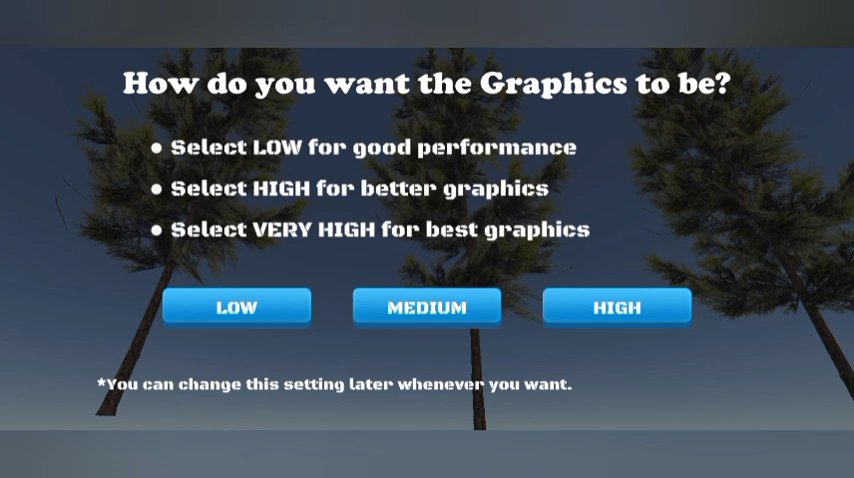 How do you want the Graphics to be?
● Select LOW for good performance
● Select HIGH for better graphics
● Select VERY HIGH for best graphics
LOW MEDIUM HIGH
*You can change this setting later whenever you want.